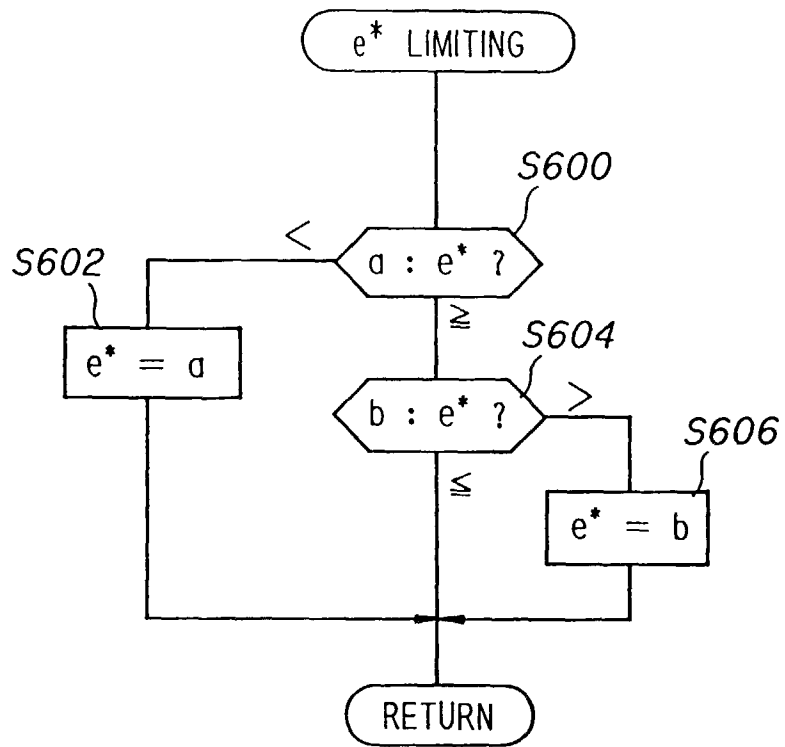 e* LIMITING
S600
<
a : e* ?
S602
≧
e* = a
S604
b : e* ?
>
S606
≦
e* = b
RETURN